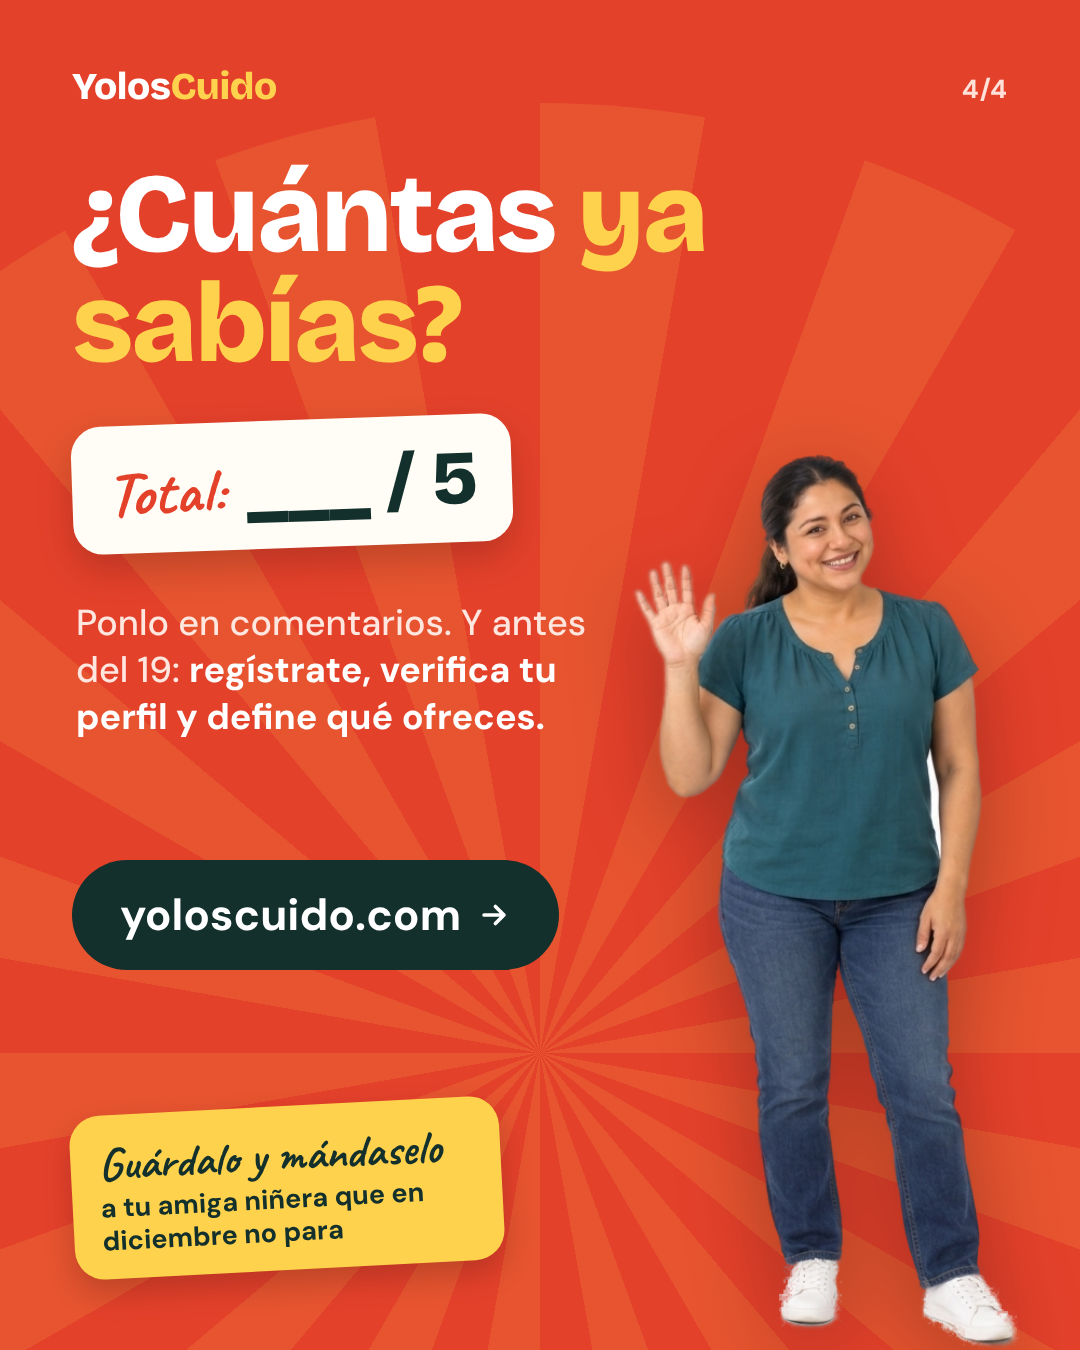 YolosCuido
4/4
¿Cuántas ya
sabías?
Total: ___ / 5
Ponlo en comentarios. Y antes
del 19: regístrate, verifica tu
perfil y define qué ofreces.
yoloscuido.com →
Guárdalo y mándaselo
a tu amiga niñera que en
diciembre no para